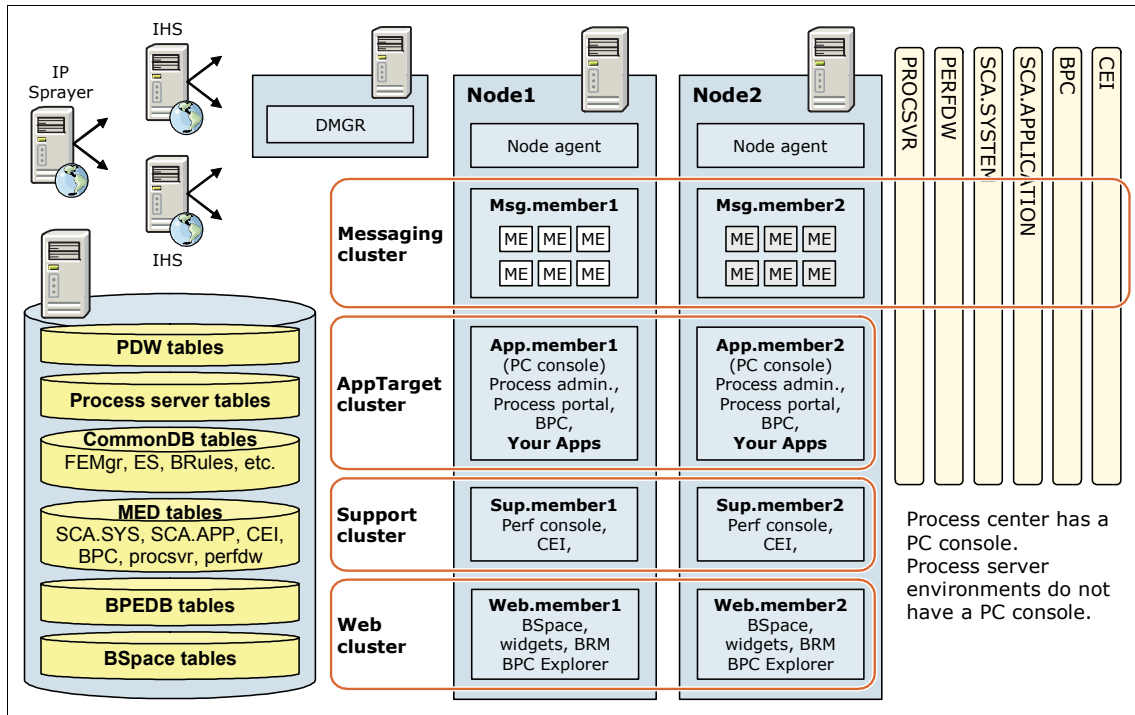 IP
Sprayer
IHS
IHS
DMGR
Node1
Node agent
Node2
Node agent
PROCSVR
PERFDW
SCA.SYSTEM
SCA.APPLICATION
BPC
CEI
Messaging
cluster
Msg.member1
ME ME ME
ME ME ME
Msg.member2
ME ME ME
ME ME ME
AppTarget
cluster
App.member1
(PC console)
Process admin.,
Process portal,
BPC,
Your Apps
App.member2
(PC console)
Process admin.,
Process portal,
BPC,
Your Apps
Support
cluster
Sup.member1
Perf console,
CEI,
Sup.member2
Perf console,
CEI,
Web
cluster
Web.member1
BSpace,
widgets, BRM
BPC Explorer
Web.member2
BSpace,
widgets, BRM
BPC Explorer
PDW tables
Process server tables
CommonDB tables
FEMgr, ES, BRules, etc.
MED tables
SCA.SYS, SCA.APP, CEI,
BPC, procsvr, perfdw
BPEDB tables
BSpace tables
Process center has a
PC console.
Process server
environments do not
have a PC console.